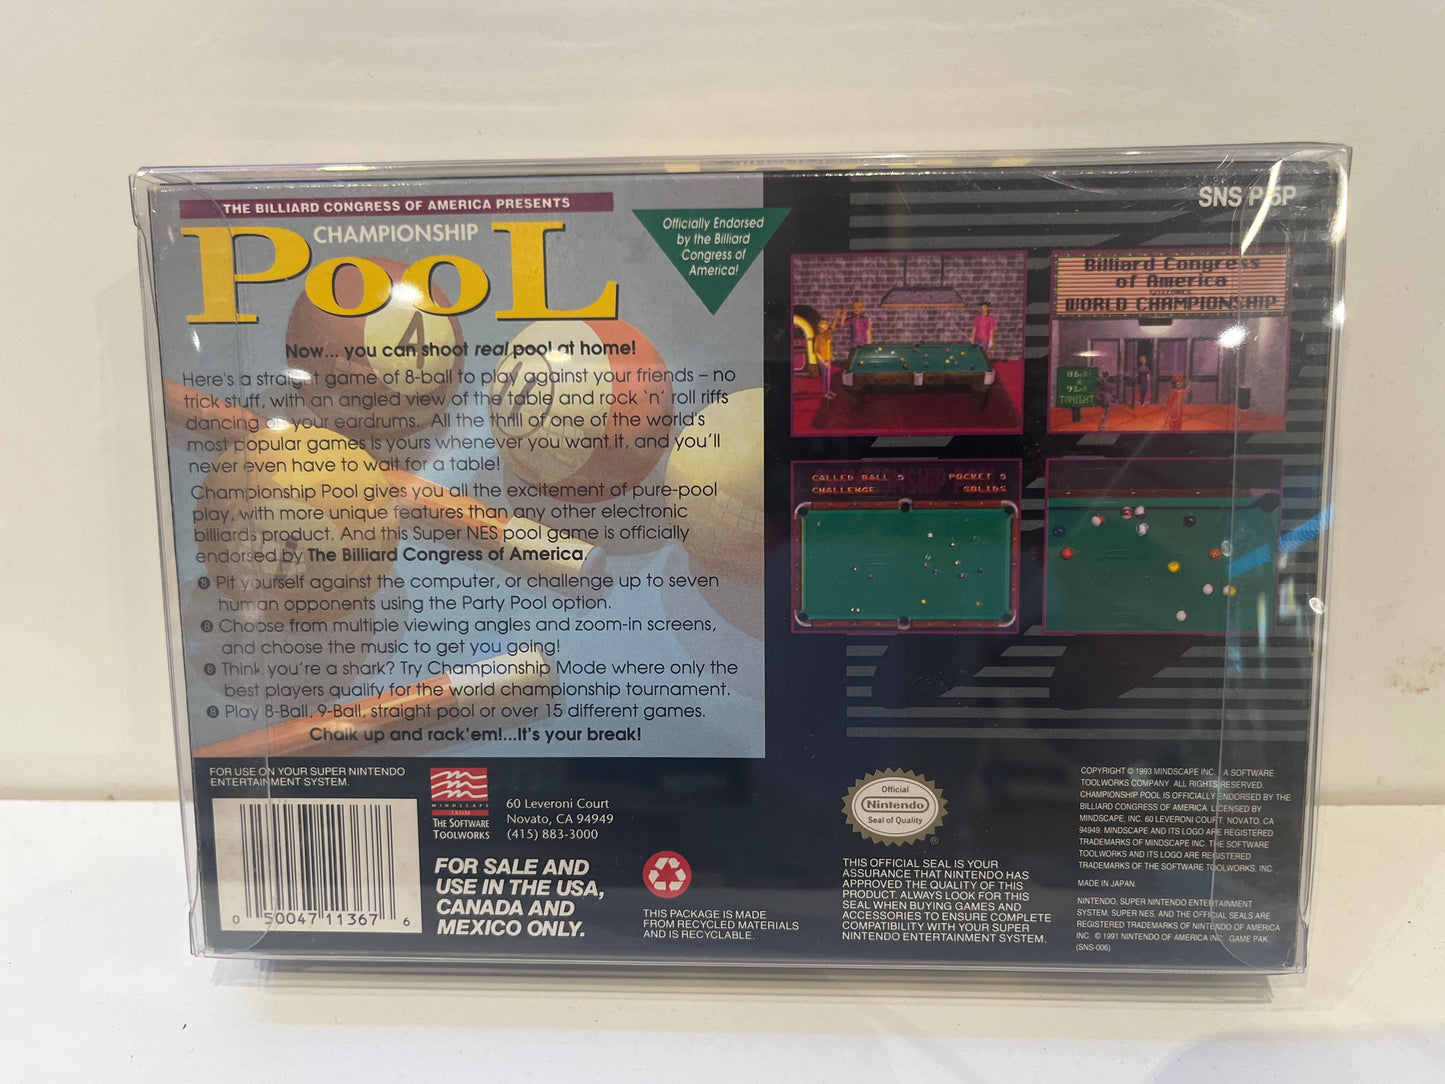 THE BILLIARD CONGRESS OF AMERICA PRESENTS
CHAMPIONSHIP
POOL
Officially Endorsed
by the Billiard
Congress of
America!
Now... you can shoot real pool at home!
Here's a straight game of 8-ball to play against your friends – no
trick stuff, with an angled view of the table and rock 'n' roll riffs
dancing on your eardrums. All the thrill of one of the world's
most popular games is yours whenever you want it, and you'll
never even have to wait for a table!
Championship Pool gives you all the excitement of pure-pool
play, with more unique features than any other electronic
billiards product. And this Super NES pool game is officially
endorsed by The Billiard Congress of America.
8 Pit yourself against the computer, or challenge up to seven
human opponents using the Party Pool option.
8 Choose from multiple viewing angles and zoom-in screens,
and choose the music to get you going!
8 Think you're a shark? Try Championship Mode where only the
best players qualify for the world championship tournament.
8 Play 8-Ball, 9-Ball, straight pool or over 15 different games.
Chalk up and rack'em!...It's your break!
4
SNS P 5P
Billiard Congress
of America
WORLD CHAMPIONSHIP
8 Ball
&
9 Ball
TONIGHT
CALLED BALL 5 POCKET 5
CHALLENGE SOLIDS
FOR USE ON YOUR SUPER NINTENDO
ENTERTAINMENT SYSTEM.
0 50047 11367 6
MINDSCAPE
FROM
THE SOFTWARE
TOOLWORKS
60 Leveroni Court
Novato, CA 94949
(415) 883-3000
FOR SALE AND
USE IN THE USA,
CANADA AND
MEXICO ONLY.
THIS PACKAGE IS MADE
FROM RECYCLED MATERIALS
AND IS RECYCLABLE.
Official
Nintendo
Seal of Quality
®
THIS OFFICIAL SEAL IS YOUR
ASSURANCE THAT NINTENDO HAS
APPROVED THE QUALITY OF THIS
PRODUCT. ALWAYS LOOK FOR THIS
SEAL WHEN BUYING GAMES AND
ACCESSORIES TO ENSURE COMPLETE
COMPATIBILITY WITH YOUR SUPER
NINTENDO ENTERTAINMENT SYSTEM.
COPYRIGHT © 1993 MINDSCAPE INC., A SOFTWARE
TOOLWORKS COMPANY. ALL RIGHTS RESERVED.
CHAMPIONSHIP POOL IS OFFICIALLY ENDORSED BY THE
BILLIARD CONGRESS OF AMERICA. LICENSED BY
MINDSCAPE, INC. 60 LEVERONI COURT, NOVATO, CA
94949. MINDSCAPE AND ITS LOGO ARE REGISTERED
TRADEMARKS OF MINDSCAPE INC. THE SOFTWARE
TOOLWORKS AND ITS LOGO ARE REGISTERED
TRADEMARKS OF THE SOFTWARE TOOLWORKS, INC.
MADE IN JAPAN.
NINTENDO, SUPER NINTENDO ENTERTAINMENT
SYSTEM, SUPER NES, AND THE OFFICIAL SEALS ARE
REGISTERED TRADEMARKS OF NINTENDO OF AMERICA
INC. © 1991 NINTENDO OF AMERICA INC. GAME PAK
(SNS-006)